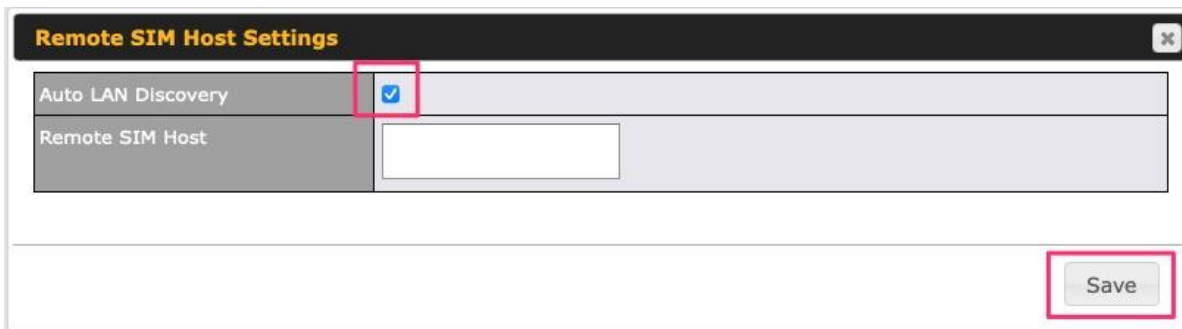 Remote SIM Host Settings
Auto LAN Discovery
Remote SIM Host
Save